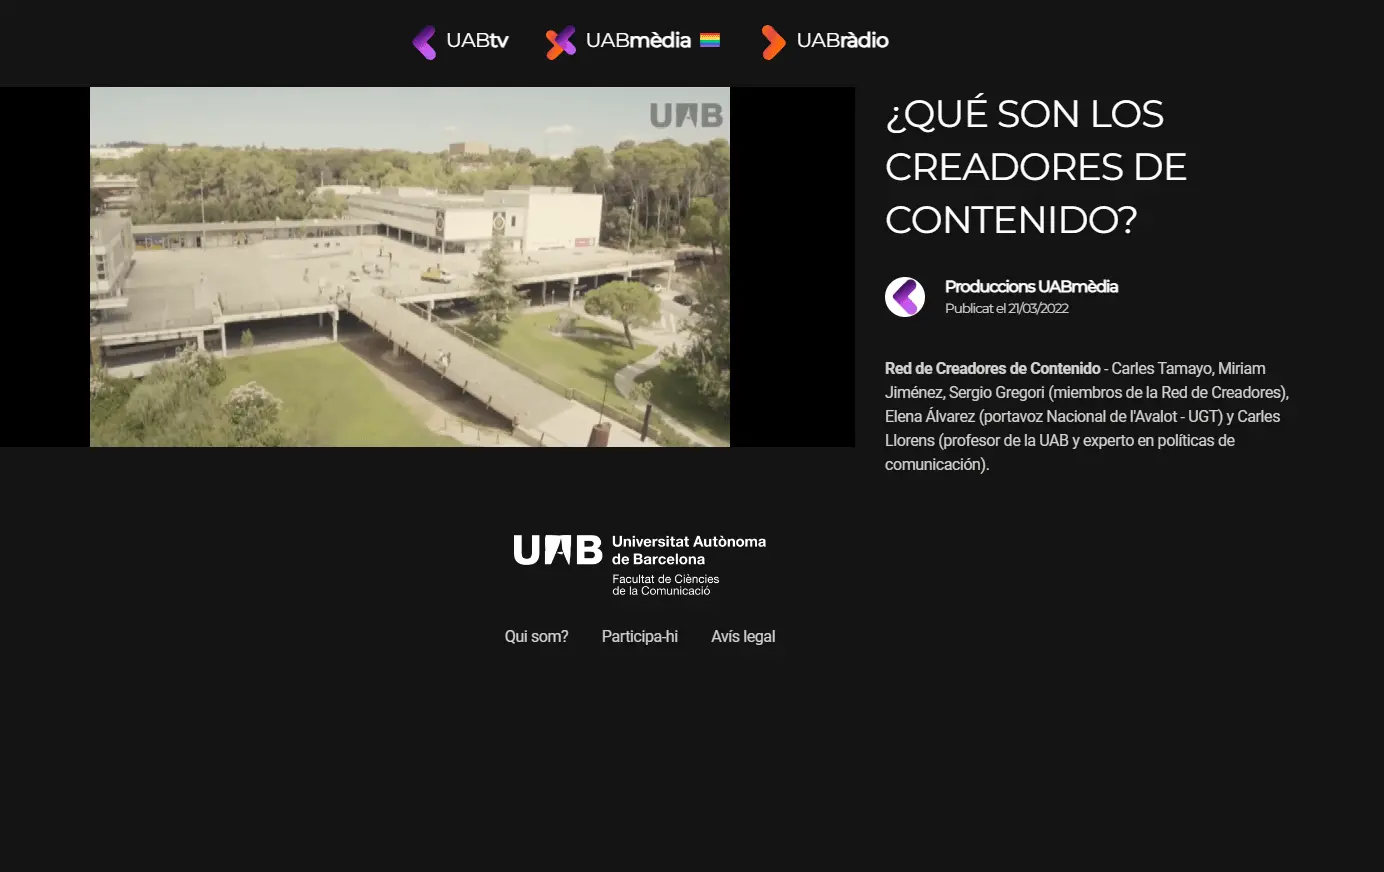 UABtv UABmèdia UABràdio
UAB
¿QUÉ SON LOS
CREADORES DE
CONTENIDO?
Produccions UABmèdia
Publicat el 21/03/2022
Red de Creadores de Contenido - Carles Tamayo, Miriam
Jiménez, Sergio Gregori (miembros de la Red de Creadores),
Elena Álvarez (portavoz Nacional de l'Avalot - UGT) y Carles
Llorens (profesor de la UAB y experto en políticas de
comunicación).
UAB Universitat Autònoma
de Barcelona
Facultat de Ciències
de la Comunicació
Qui som? Participa-hi Avís legal